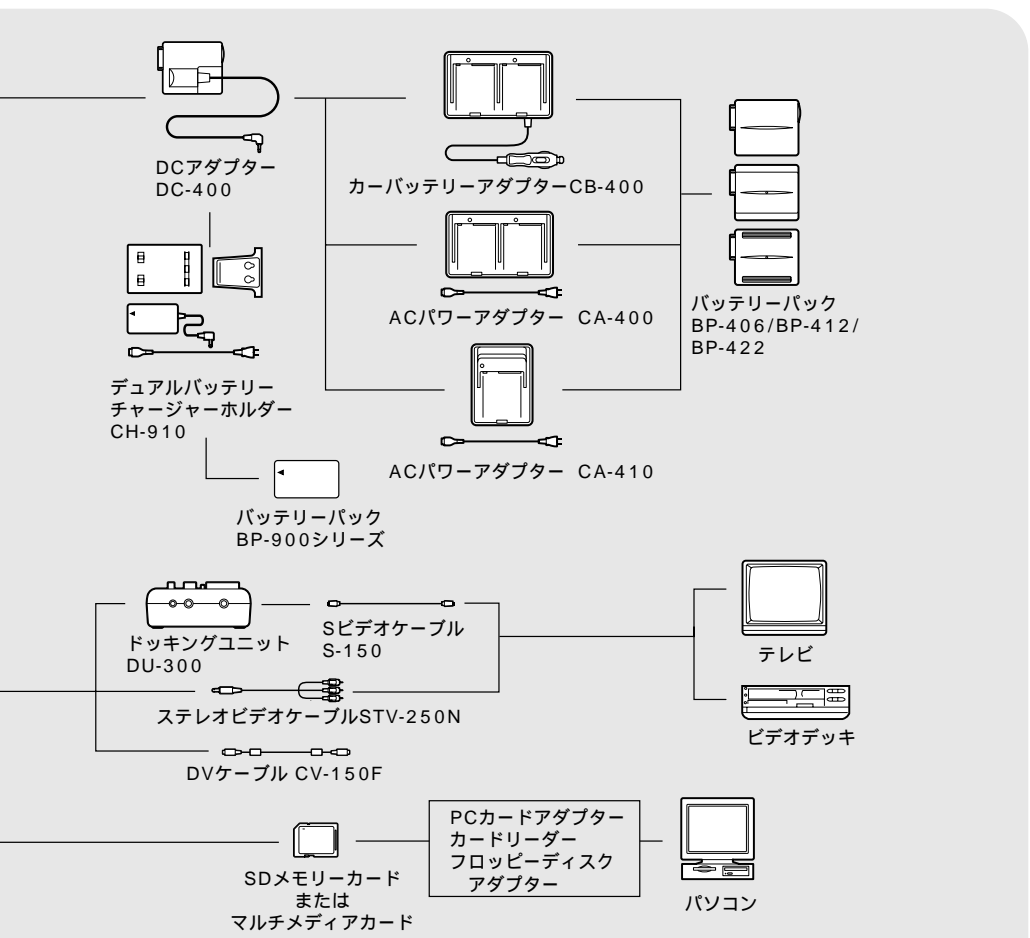 DCアダプター
DC-400
カーバッテリーアダプターCB-400
ACパワーアダプター CA-400
バッテリーパック
BP-406/BP-412/
BP-422
デュアルバッテリー
チャージャーホルダー
CH-910
ACパワーアダプター CA-410
バッテリーパック
BP-900シリーズ
ドッキングユニット
DU-300
Sビデオケーブル
S-150
テレビ
ステレオビデオケーブルSTV-250N
ビデオデッキ
DVケーブル CV-150F
SDメモリーカード
または
マルチメディアカード
PCカードアダプター
カードリーダー
フロッピーディスク
アダプター
パソコン